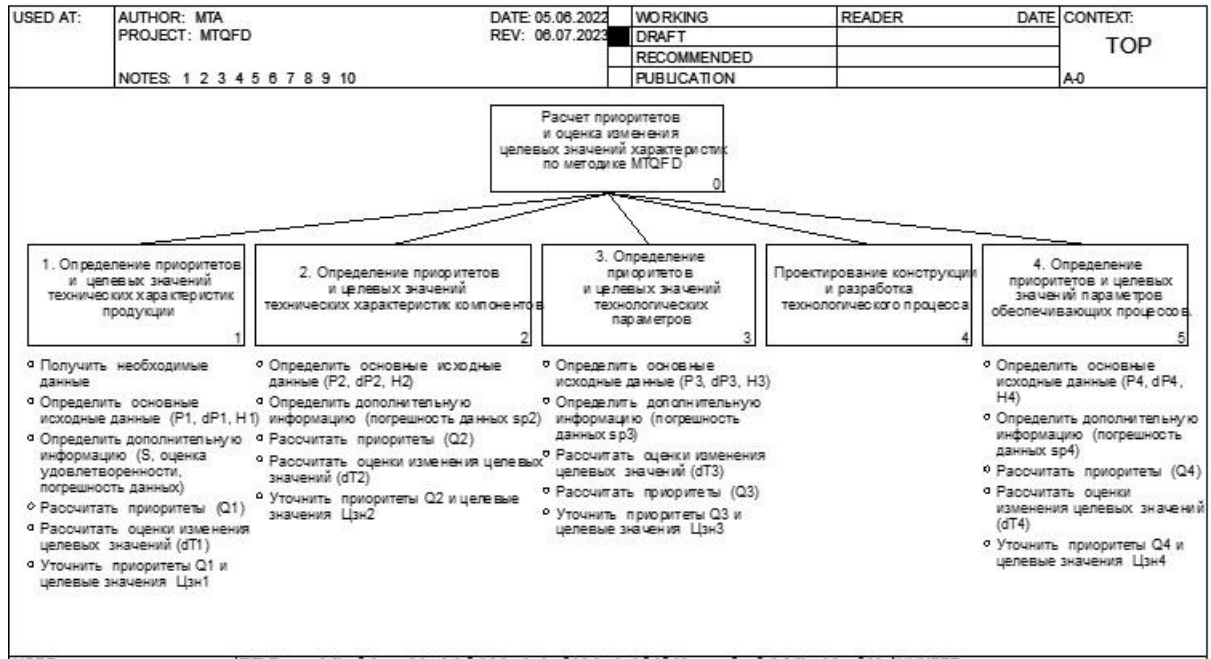 USED AT:
AUTHOR: MTA
DATE: 05.06.2022
PROJECT: MTQFD
REV: 06.07.2023
NOTES: 1 2 3 4 5 6 7 8 9 10
WORKING
DRAFT
RECOMMENDED
PUBLICATION
READER
DATE
CONTEXT:
TOP
A-0
Расчет приоритетов
и оценка изменения
целевых значений характеристик
по методике MTQFD
0
1. Определение приоритетов
и целевых значений
технических характеристик
продукции
1
2. Определение приоритетов
и целевых значений
технических характеристик компонентов
2
3. Определение
приоритетов
и целевых значений
технологических
параметров
3
Проектирование конструкции
и разработка
технологического процесса
4
4. Определение
приоритетов и целевых
значений параметров
обеспечивающих процессов.
5
Получить необходимые
данные
Определить основные
исходные данные (P1, dP1, H1)
Определить дополнительную
информацию (S, оценка
удовлетворенности,
погрешность данных)
Рассчитать приоритеты (Q1)
Рассчитать оценки изменения
целевых значений (dT1)
Уточнить приоритеты Q1 и
целевые значения Цзн1
Определить основные исходные
данные (P2, dP2, H2)
Определить дополнительную
информацию (погрешность данных sp2)
Рассчитать приоритеты (Q2)
Рассчитать оценки изменения целевых
значений (dT2)
Уточнить приоритеты Q2 и целевые
значения Цзн2
Определить основные
исходные данные (P3, dP3, H3)
Определить дополнительную
информацию (погрешность
данных sp3)
Рассчитать оценки изменения
целевых значений (dT3)
Рассчитать приоритеты (Q3)
Уточнить приоритеты Q3 и
целевые значения Цзн3
Определить основные
исходные данные (P4, dP4,
H4)
Определить дополнительную
информацию (погрешность
данных sp4)
Рассчитать приоритеты (Q4)
Рассчитать оценки
изменения целевых значений
(dT4)
Уточнить приоритеты Q4 и
целевые значения Цзн4